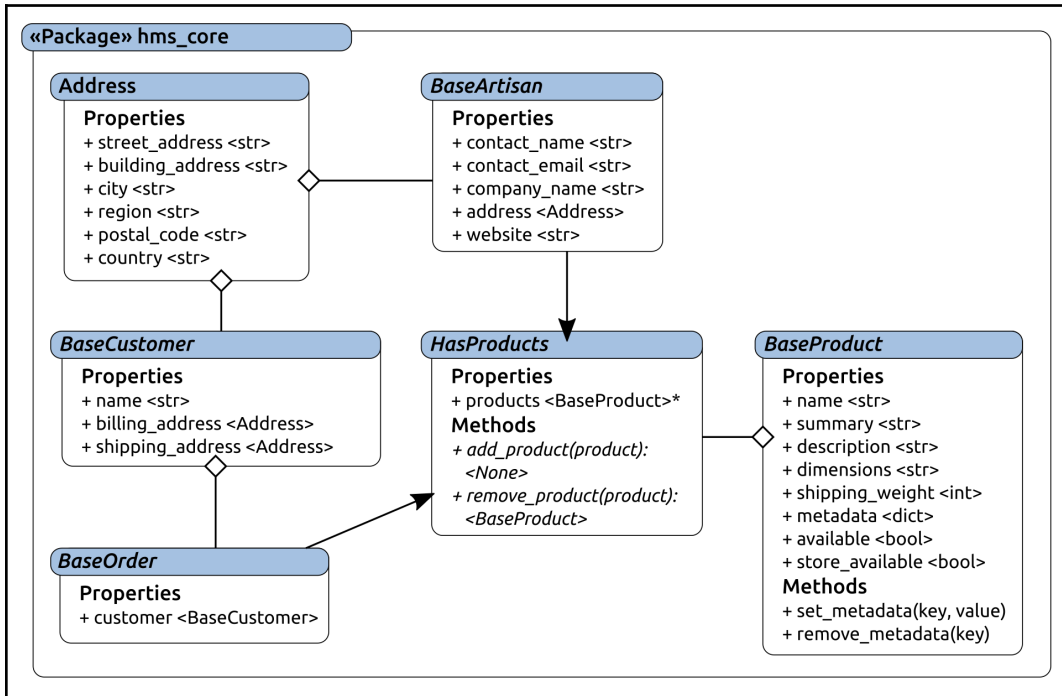 «Package» hms_core
Address
Properties
+ street_address <str>
+ building_address <str>
+ city <str>
+ region <str>
+ postal_code <str>
+ country <str>
BaseArtisan
Properties
+ contact_name <str>
+ contact_email <str>
+ company_name <str>
+ address <Address>
+ website <str>
BaseCustomer
Properties
+ name <str>
+ billing_address <Address>
+ shipping_address <Address>
HasProducts
Properties
+ products <BaseProduct>*
Methods
+ add_product(product):
<None>
+ remove_product(product):
<BaseProduct>
BaseProduct
Properties
+ name <str>
+ summary <str>
+ description <str>
+ dimensions <str>
+ shipping_weight <int>
+ metadata <dict>
+ available <bool>
+ store_available <bool>
Methods
+ set_metadata(key, value)
+ remove_metadata(key)
BaseOrder
Properties
+ customer <BaseCustomer>